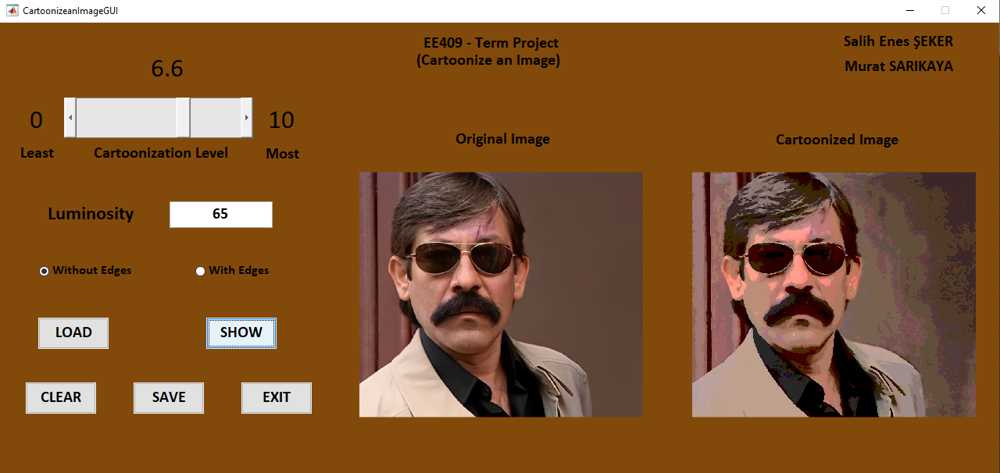 CartoonizeanImageGUI
EE409 - Term Project
(Cartoonize an Image)
Salih Enes ŞEKER
Murat SARIKAYA
6.6
0
10
Least
Cartoonization Level
Most
Original Image
Cartoonized Image
Luminosity
65
Without Edges
With Edges
LOAD
SHOW
CLEAR
SAVE
EXIT